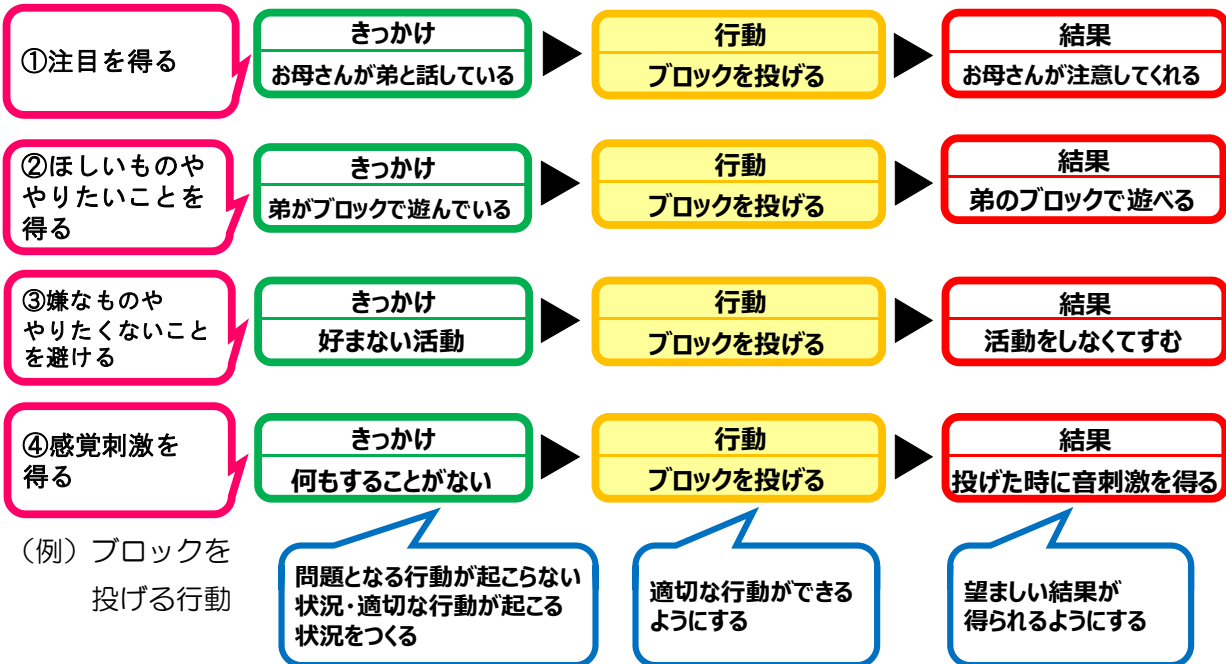 ①注目を得る
きっかけ
お母さんが弟と話している
行動
ブロックを投げる
結果
お母さんが注意してくれる
②ほしいものや
やりたいことを
得る
きっかけ
弟がブロックで遊んでいる
行動
ブロックを投げる
結果
弟のブロックで遊べる
③嫌なものや
やりたくないこと
を避ける
きっかけ
好まない活動
行動
ブロックを投げる
結果
活動をしなくてすむ
④感覚刺激を
得る
きっかけ
何もすることがない
行動
ブロックを投げる
結果
投げた時に音刺激を得る
（例）ブロックを
投げる行動
問題となる行動が起こらない
状況・適切な行動が起こる
状況をつくる
適切な行動ができる
ようにする
望ましい結果が
得られるようにする